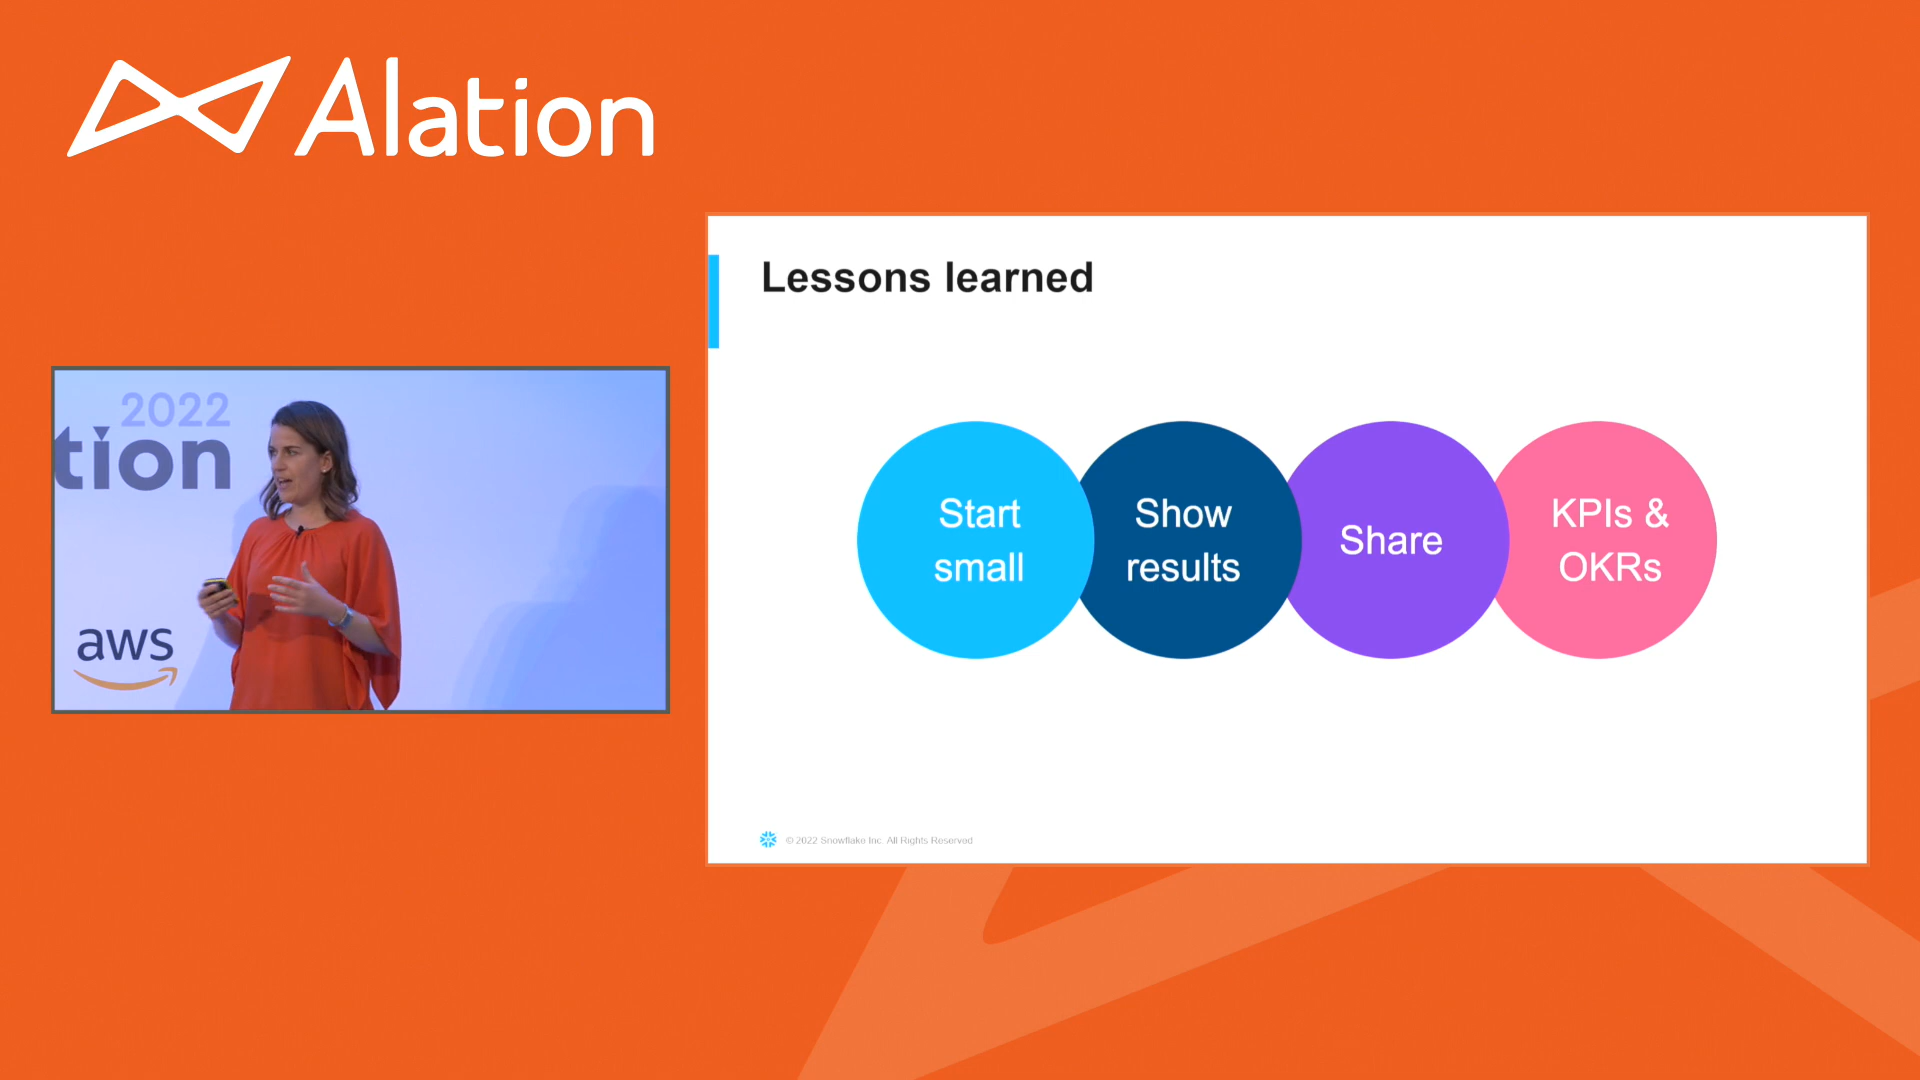 Alation
2022
tion
aws
Lessons learned
Start
small
Show
results
Share
KPIs &
OKRs
© 2022 Snowflake Inc. All Rights Reserved